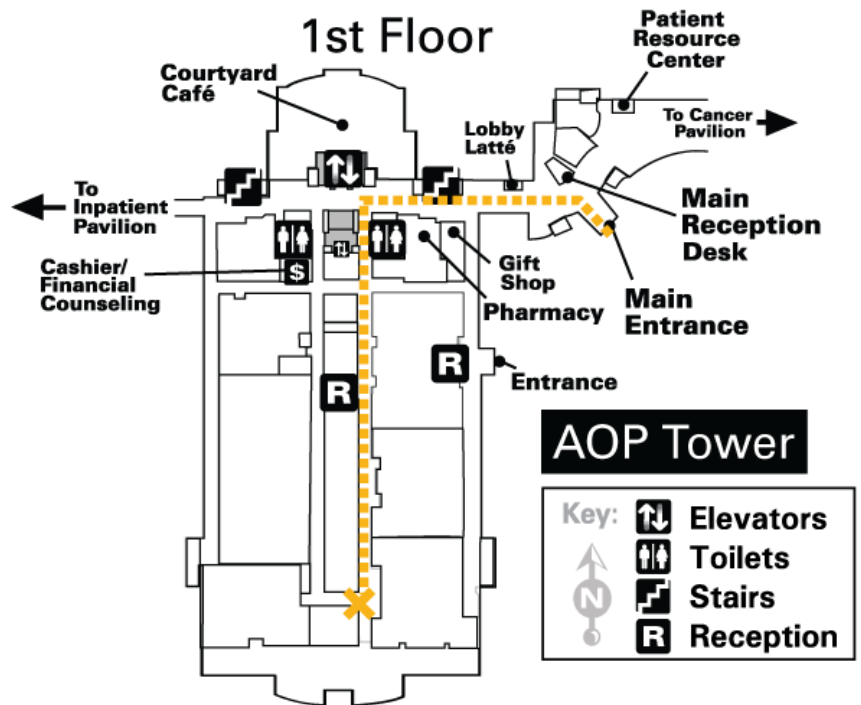 1st Floor
Patient
Resource
Center
Courtyard
Café
To Cancer
Pavilion
Lobby
Latté
To
Inpatient
Pavilion
Main
Reception
Desk
$
Cashier/
Financial
Counseling
Gift
Shop
Pharmacy
Main
Entrance
R
R
Entrance
AOP Tower
Key:
Elevators
Toilets
N
Stairs
R
Reception